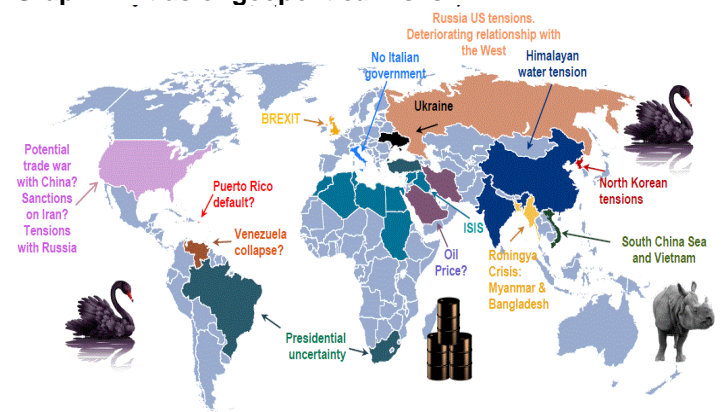 Russia US tensions.
Deteriorating relationship with
the West
No Italian
government
Himalayan
water tension
Ukraine
BREXIT
Potential
trade war
with China?
Sanctions
on Iran?
Tensions
with Russia
Puerto Rico
default?
North Korean
tensions
Venezuela
collapse?
ISIS
South China Sea
and Vietnam
Oil
Price?
Rohingya
Crisis:
Myanmar &
Bangladesh
Presidential
uncertainty